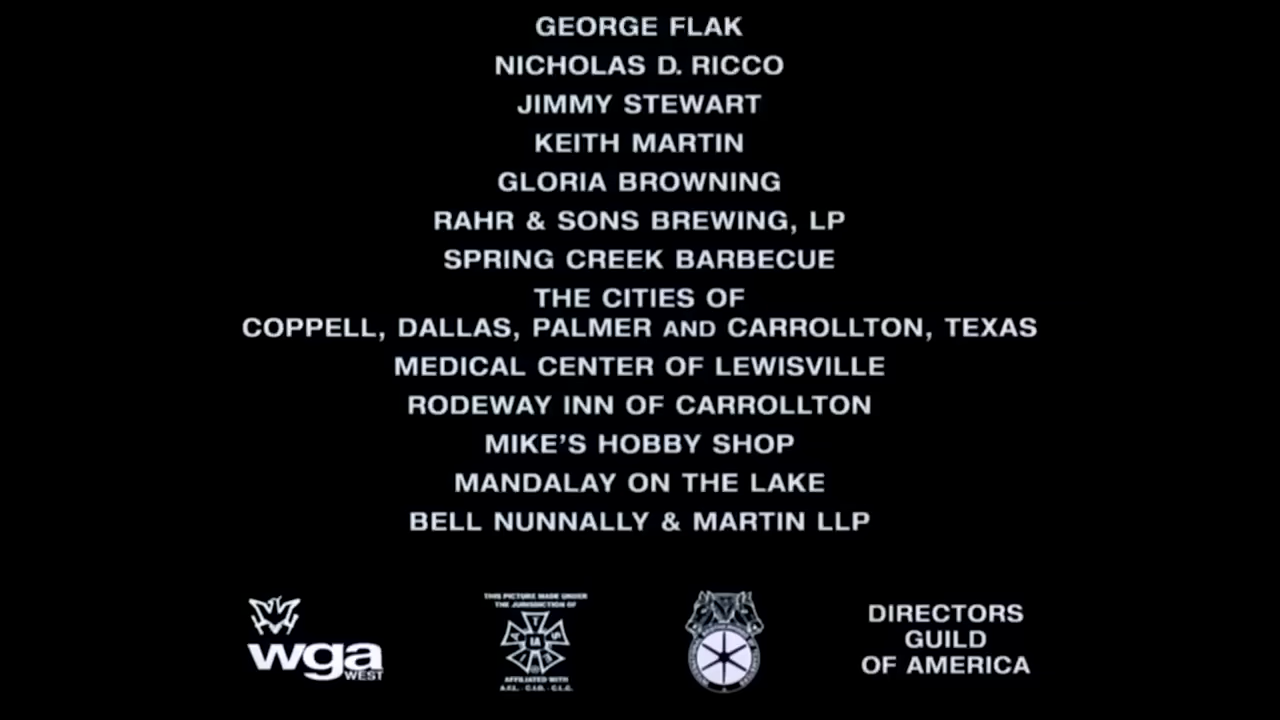 GEORGE FLAK
NICHOLAS D. RICCO
JIMMY STEWART
KEITH MARTIN
GLORIA BROWNING
RAHR & SONS BREWING, LP
SPRING CREEK BARBECUE
THE CITIES OF
COPPELL, DALLAS, PALMER AND CARROLLTON, TEXAS
MEDICAL CENTER OF LEWISVILLE
RODEWAY INN OF CARROLLTON
MIKE'S HOBBY SHOP
MANDALAY ON THE LAKE
BELL NUNNALLY & MARTIN LLP
wga
WEST
THIS PICTURE MADE UNDER
THE JURISDICTION OF
I A T S E
IA
AFFILIATED WITH
A.F.L. - C.I.O. - C.L.C.
DIRECTORS
GUILD
OF AMERICA